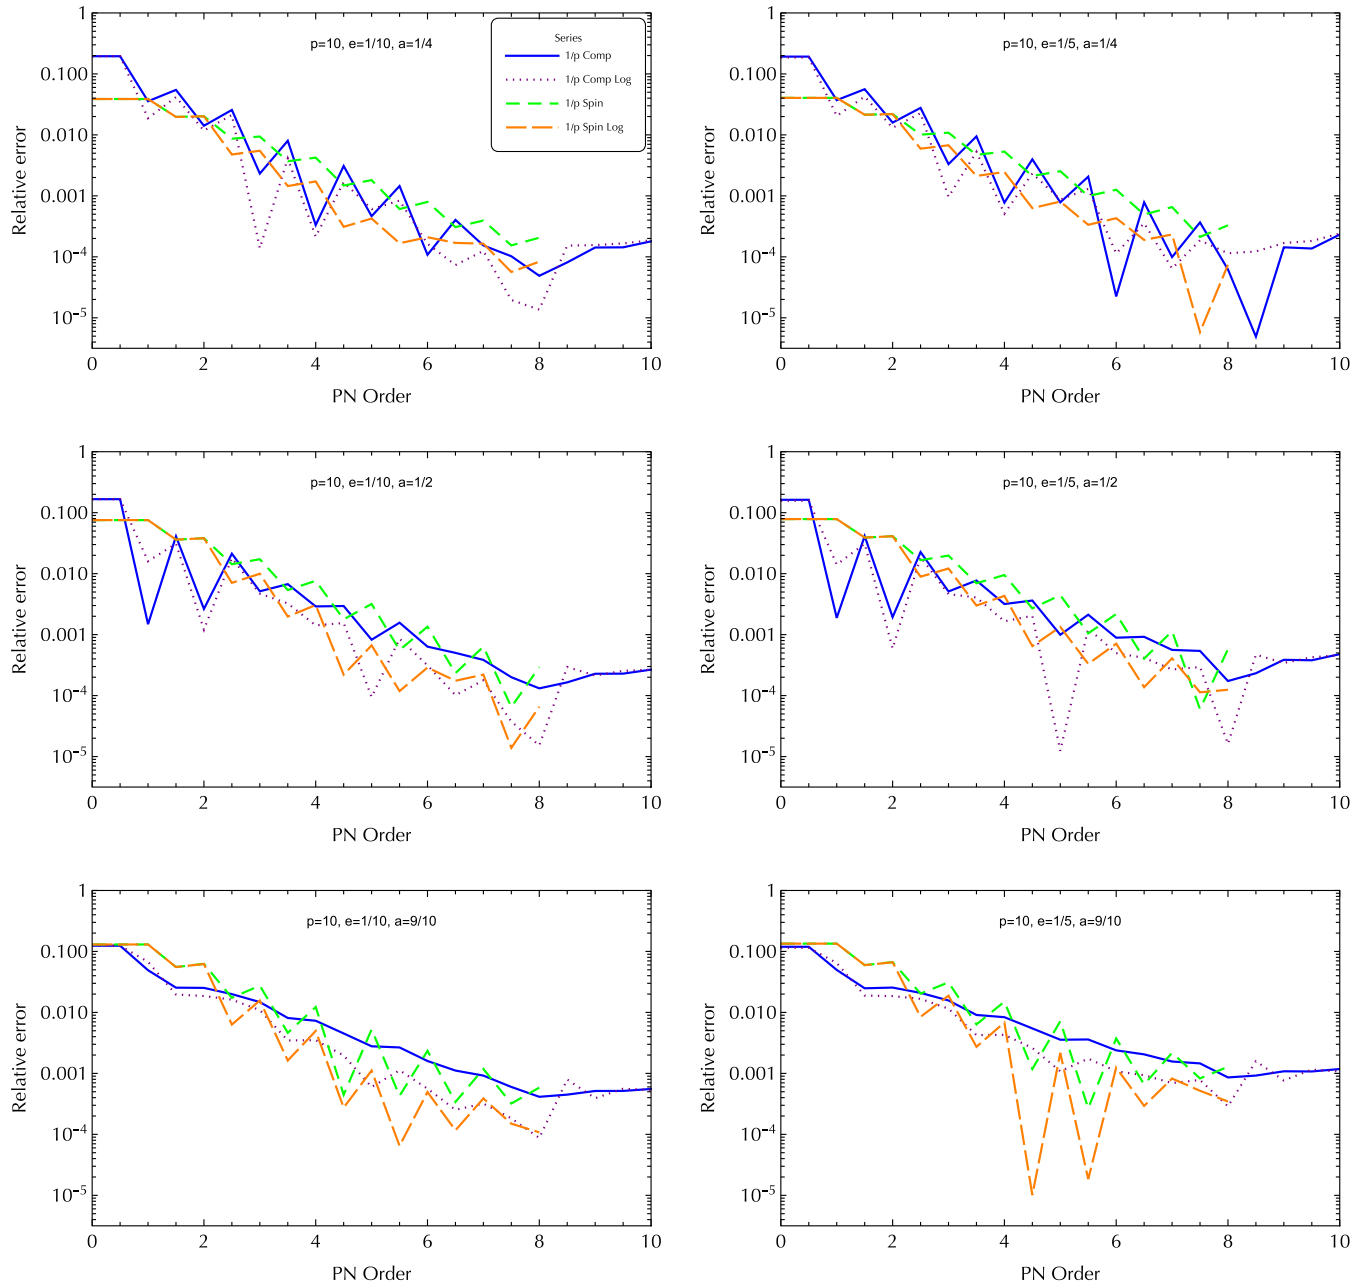 p=10, e=1/10, a=1/4
Series
1/p Comp
1/p Comp Log
1/p Spin
1/p Spin Log
1
0.100
0.010
0.001
10⁻⁴
10⁻⁵
Relative error
0 2 4 6 8 10
PN Order
p=10, e=1/5, a=1/4
1
0.100
0.010
0.001
10⁻⁴
10⁻⁵
Relative error
0 2 4 6 8 10
PN Order
p=10, e=1/10, a=1/2
1
0.100
0.010
0.001
10⁻⁴
10⁻⁵
Relative error
0 2 4 6 8 10
PN Order
p=10, e=1/5, a=1/2
1
0.100
0.010
0.001
10⁻⁴
10⁻⁵
Relative error
0 2 4 6 8 10
PN Order
p=10, e=1/10, a=9/10
1
0.100
0.010
0.001
10⁻⁴
10⁻⁵
Relative error
0 2 4 6 8 10
PN Order
p=10, e=1/5, a=9/10
1
0.100
0.010
0.001
10⁻⁴
10⁻⁵
Relative error
0 2 4 6 8 10
PN Order